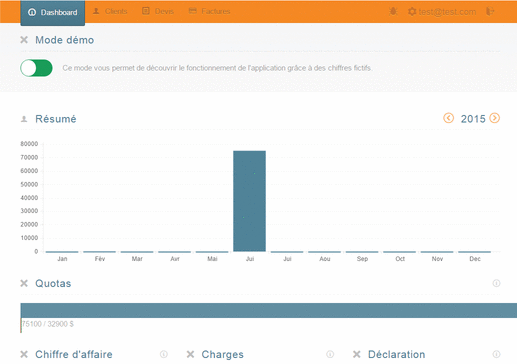 Dashboard Clients Devis Factures test@test.com
Mode démo
Ce mode vous permet de découvrir le fonctionnement de l'application grâce à des chiffres fictifs.
Résumé 2015
80000
70000
60000
50000
40000
30000
20000
10000
0
Jan Fév Mar Avr Mai Jui Jui Aou Sep Oct Nov Dec
Quotas
75100 / 32900 $
Chiffre d'affaire Charges Déclaration